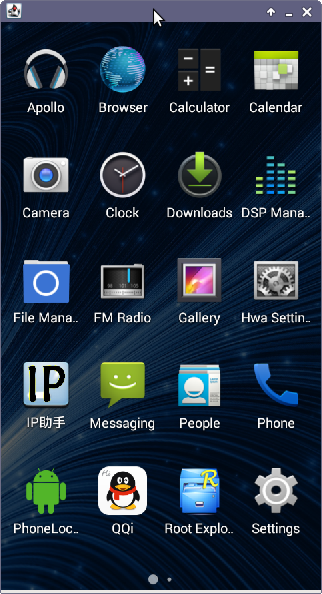 Apollo
Browser
Calculator
Calendar
Camera
Clock
Downloads
DSP Mana..
File Mana..
FM Radio
Gallery
Hwa Settin..
IP
IP助手
Messaging
People
Phone
PhoneLoc..
QQi
R
Root Explo..
Settings